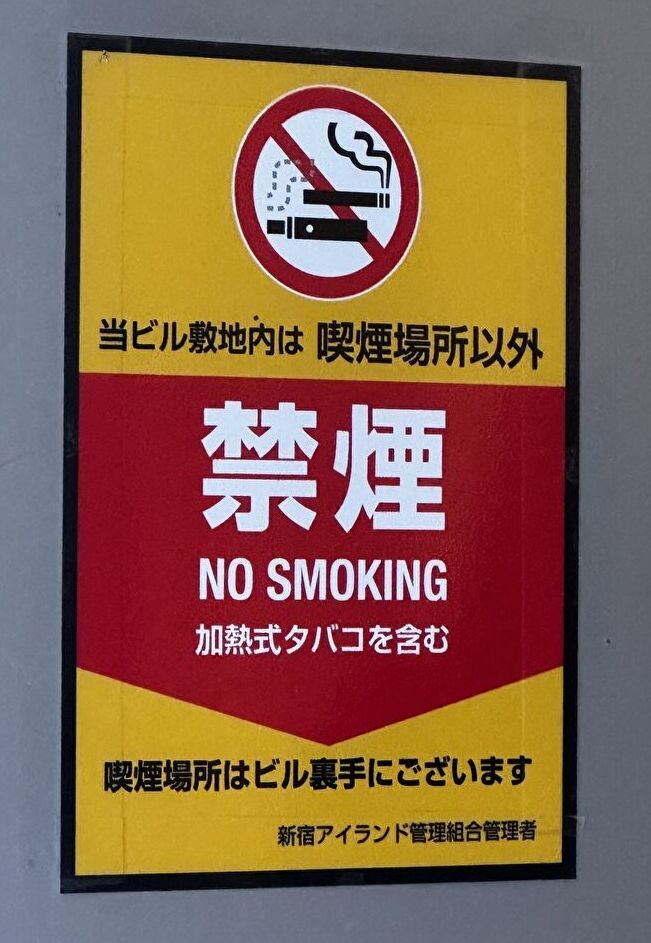 当ビル敷地内は 喫煙場所以外
禁煙
NO SMOKING
加熱式タバコを含む
喫煙場所はビル裏手にございます
新宿アイランド管理組合管理者